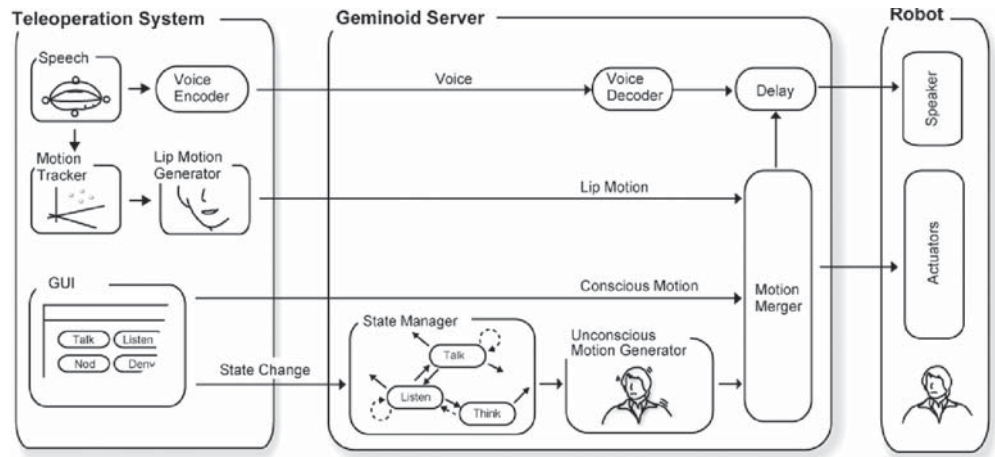 Teleoperation System
Geminoid Server
Robot
Speech
Voice
Encoder
Voice
Voice
Decoder
Delay
Speaker
Motion
Tracker
Lip Motion
Generator
Lip Motion
Motion
Merger
Actuators
GUI
Talk
Listen
Nod
Deny
Conscious Motion
State Change
State Manager
Talk
Listen
Think
Unconscious
Motion Generator